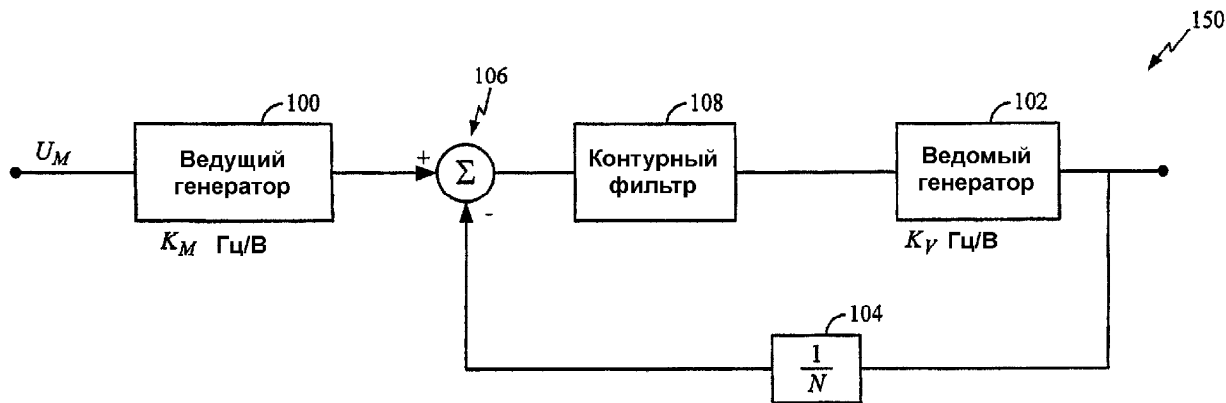 150
106
100
108
102
U_M
Ведущий
генератор
+
Σ
-
Контурный
фильтр
Ведомый
генератор
K_M Гц/В
K_V Гц/В
104
1
N